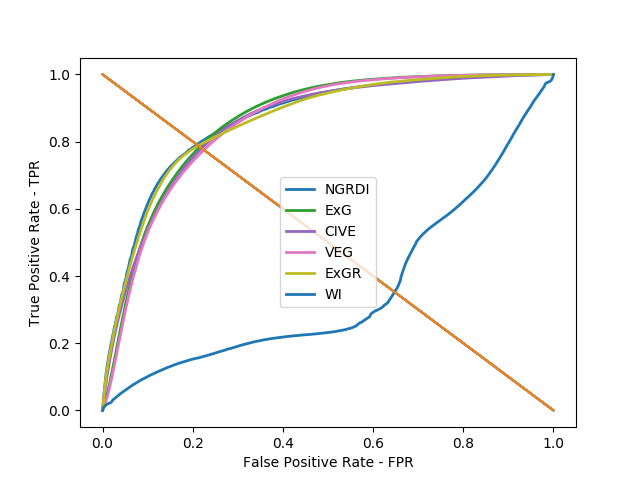 1.0
0.8
0.6
0.4
0.2
0.0
True Positive Rate - TPR
NGRDI
ExG
CIVE
VEG
ExGR
WI
0.0 0.2 0.4 0.6 0.8 1.0
False Positive Rate - FPR